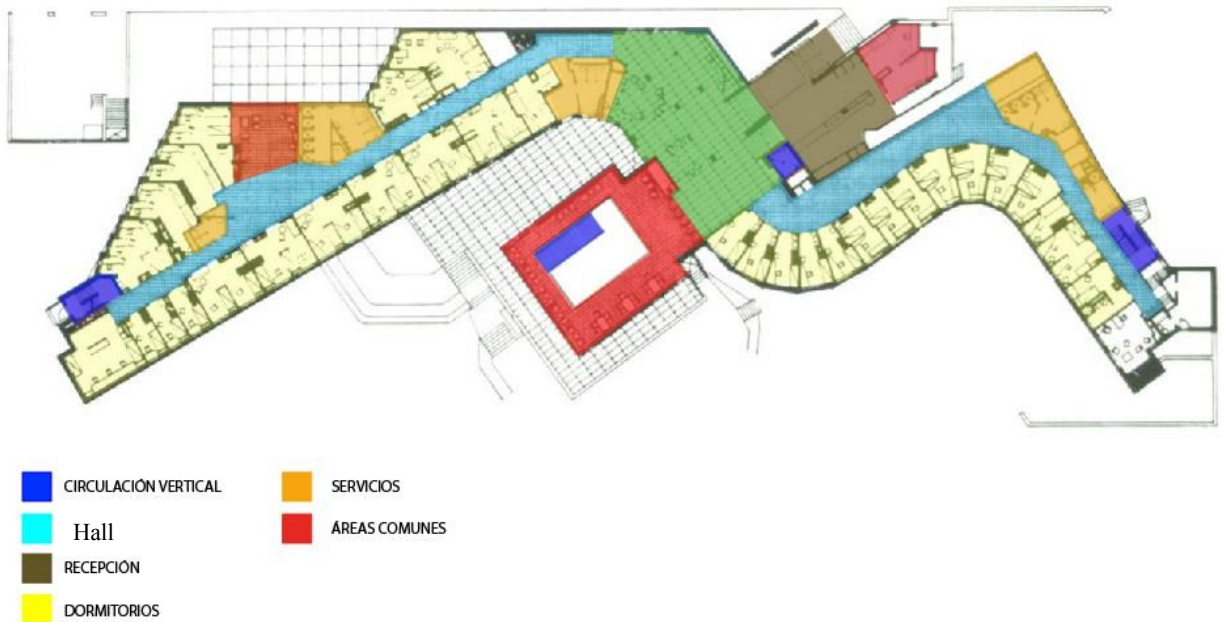 CIRCULACIÓN VERTICAL
Hall
RECEPCIÓN
DORMITORIOS
SERVICIOS
ÁREAS COMUNES